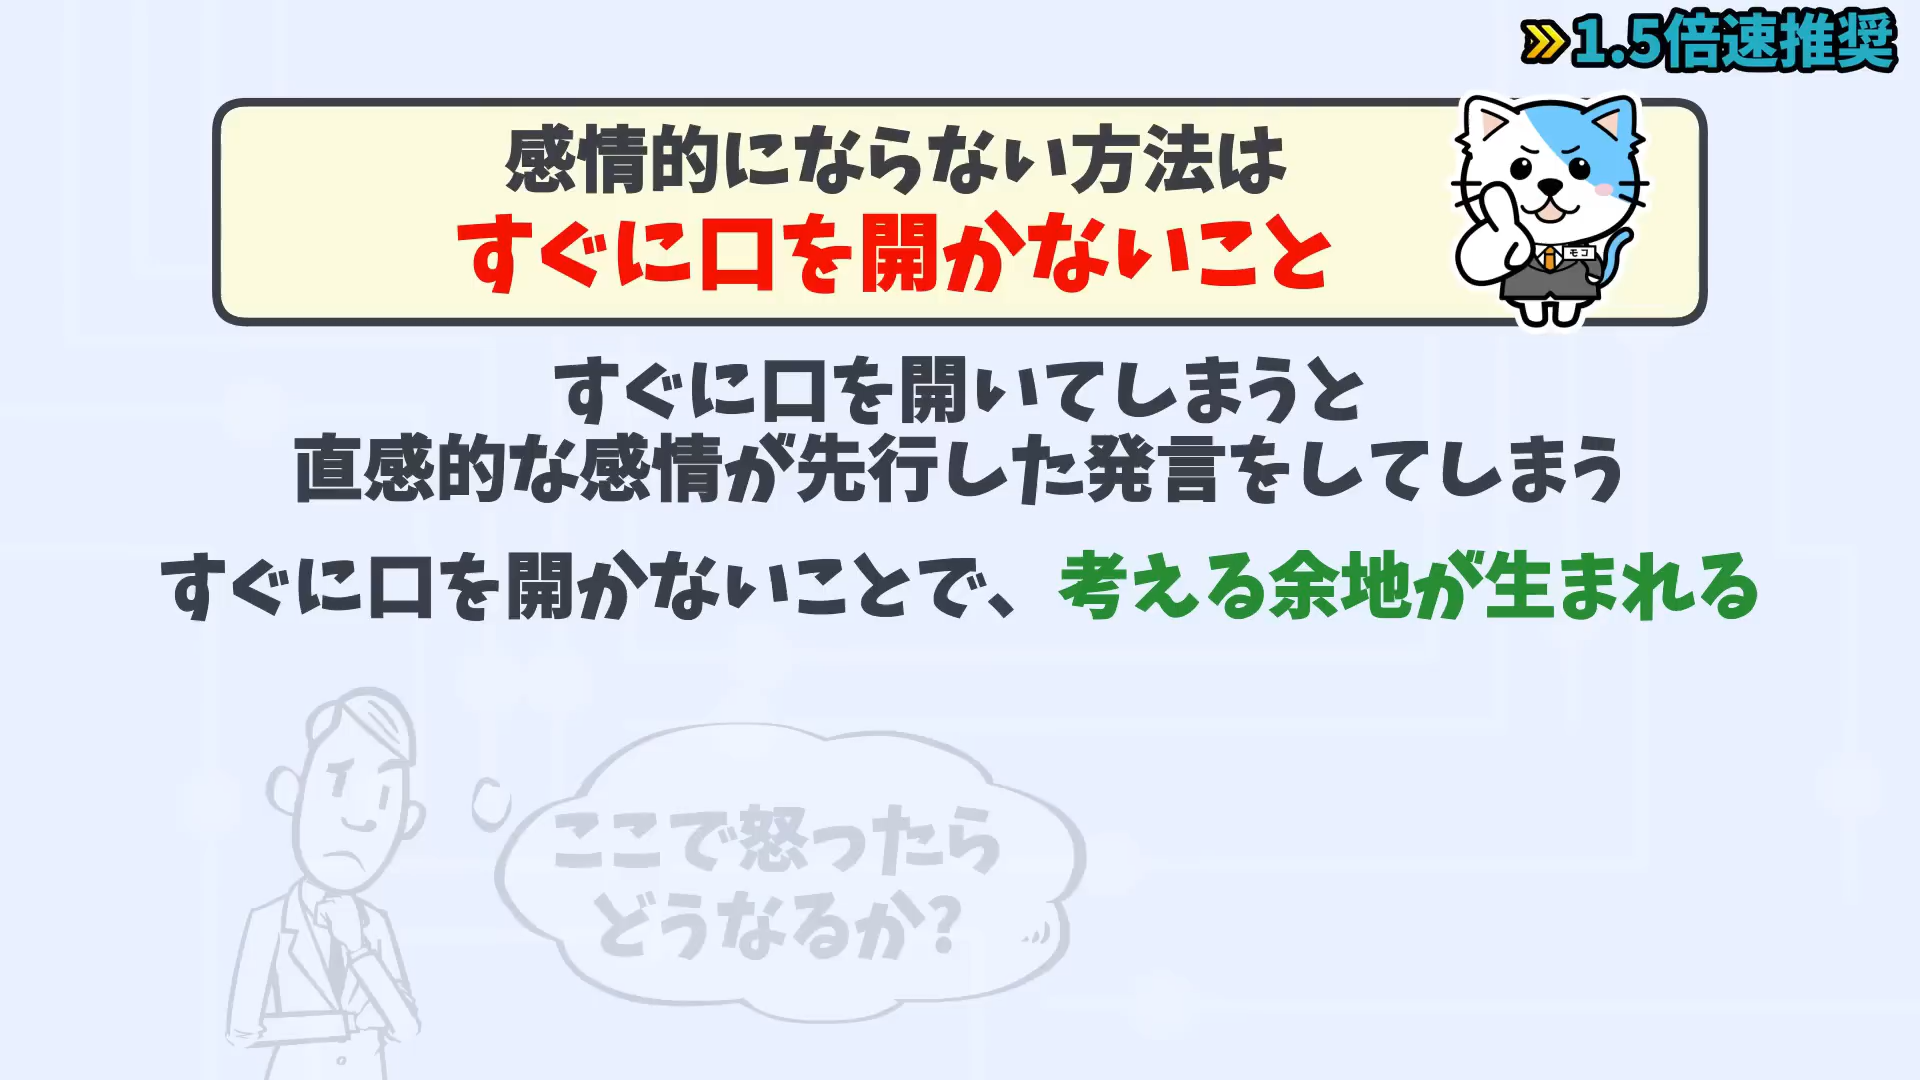 1.5倍速推奨
感情的にならない方法は
すぐに口を開かないこと
モコ
すぐに口を開いてしまうと
直感的な感情が先行した発言をしてしまう
すぐに口を開かないことで、考える余地が生まれる
ここで怒ったら
どうなるか?